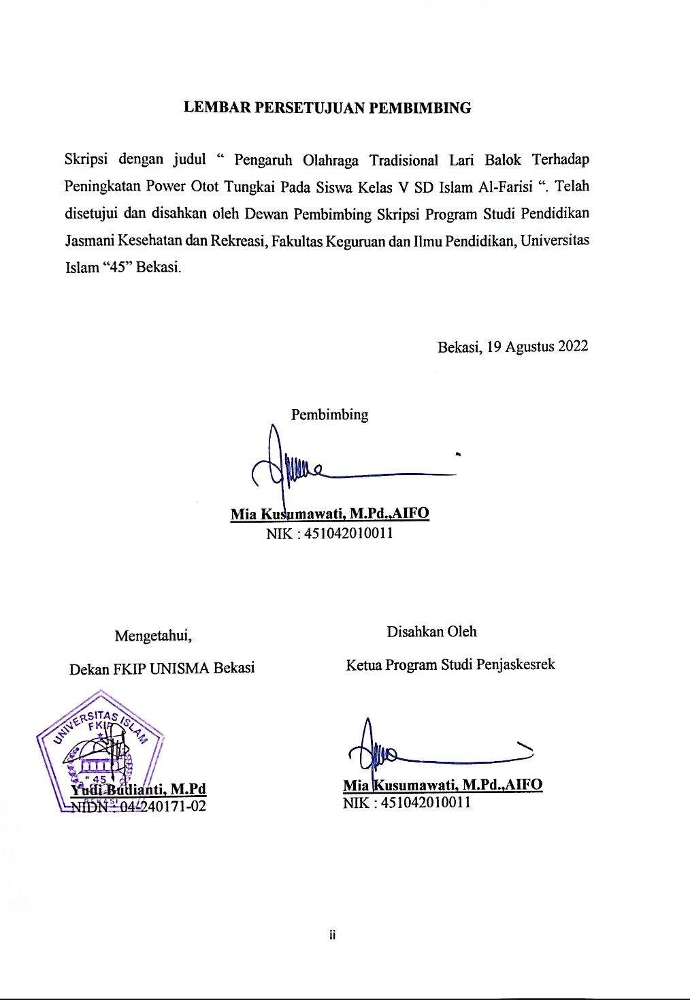 LEMBAR PERSETUJUAN PEMBIMBING
Skripsi dengan judul “ Pengaruh Olahraga Tradisional Lari Balok Terhadap
Peningkatan Power Otot Tungkai Pada Siswa Kelas V SD Islam Al-Farisi “. Telah
disetujui dan disahkan oleh Dewan Pembimbing Skripsi Program Studi Pendidikan
Jasmani Kesehatan dan Rekreasi, Fakultas Keguruan dan Ilmu Pendidikan, Universitas
Islam “45” Bekasi.
Bekasi, 19 Agustus 2022
Pembimbing
Mia Kusumawati, M.Pd.,AIFO
NIK : 451042010011
Mengetahui,
Dekan FKIP UNISMA Bekasi
UNIVERSITAS ISLAM
FKIP
" 45 "
BEKASI
Yudi Budianti, M.Pd
NIDN : 04-240171-02
Disahkan Oleh
Ketua Program Studi Penjaskesrek
Mia Kusumawati, M.Pd.,AIFO
NIK : 451042010011
ii